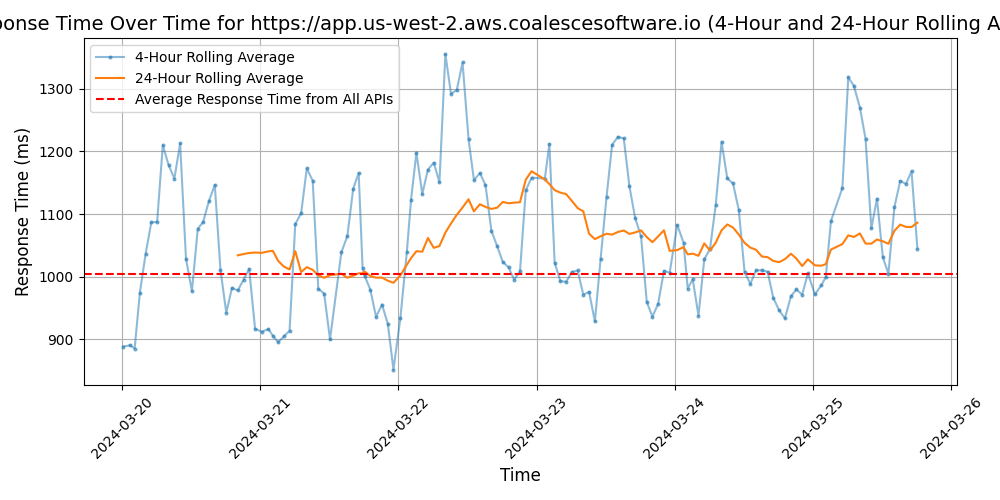 onse Time Over Time for https://app.us-west-2.aws.coalescesoftware.io (4-Hour and 24-Hour Rolling A
4-Hour Rolling Average
24-Hour Rolling Average
Average Response Time from All APIs
Response Time (ms)
1300
1200
1100
1000
900
2024-03-20
2024-03-21
2024-03-22
2024-03-23
2024-03-24
2024-03-25
2024-03-26
Time